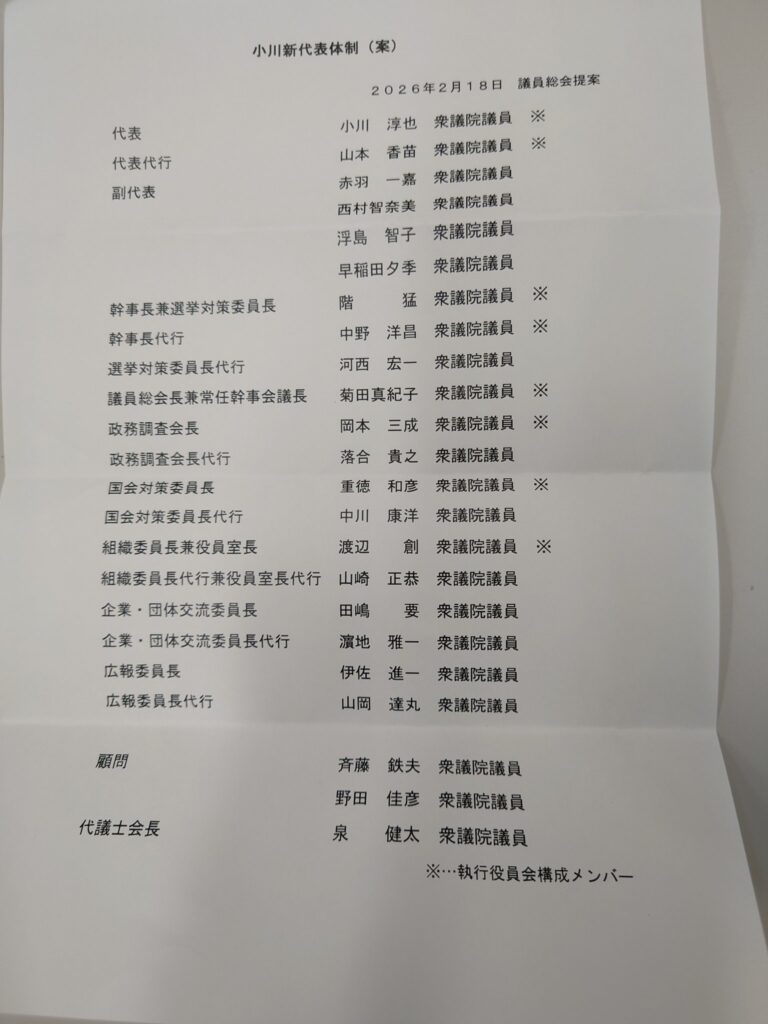 小川新代表体制（案）
２０２６年２月１８日　議員総会提案
代表　小川　淳也　衆議院議員　※
代表代行　山本　香苗　衆議院議員　※
副代表　赤羽　一嘉　衆議院議員
西村智奈美　衆議院議員
浮島　智子　衆議院議員
早稲田夕季　衆議院議員
幹事長兼選挙対策委員長　階　　猛　衆議院議員　※
幹事長代行　中野　洋昌　衆議院議員　※
選挙対策委員長代行　河西　宏一　衆議院議員
議員総会長兼常任幹事会議長　菊田真紀子　衆議院議員　※
政務調査会長　岡本　三成　衆議院議員　※
政務調査会長代行　落合　貴之　衆議院議員
国会対策委員長　重徳　和彦　衆議院議員　※
国会対策委員長代行　中川　康洋　衆議院議員
組織委員長兼役員室長　渡辺　　創　衆議院議員　※
組織委員長代行兼役員室長代行　山崎　正恭　衆議院議員
企業・団体交流委員長　田嶋　　要　衆議院議員
企業・団体交流委員長代行　濵地　雅一　衆議院議員
広報委員長　伊佐　進一　衆議院議員
広報委員長代行　山岡　達丸　衆議院議員
顧問　斉藤　鉄夫　衆議院議員
野田　佳彦　衆議院議員
代議士会長　泉　　健太　衆議院議員
※…執行役員会構成メンバー